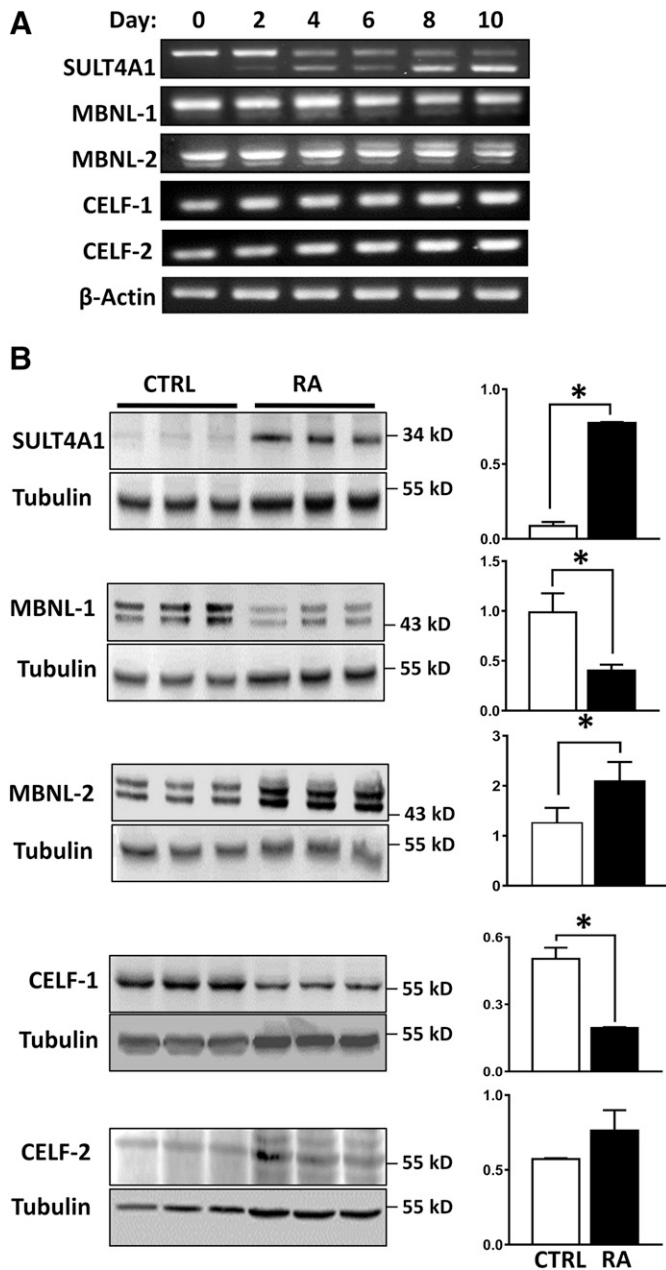 A
Day: 0 2 4 6 8 10
SULT4A1
MBNL-1
MBNL-2
CELF-1
CELF-2
β-Actin
B
CTRL RA
SULT4A1
34 kD
Tubulin
55 kD
1.0
0.5
0.0
*
MBNL-1
43 kD
Tubulin
55 kD
1.5
1.0
0.5
0.0
*
MBNL-2
43 kD
Tubulin
55 kD
2
1
0
*
CELF-1
55 kD
Tubulin
55 kD
0.6
0.3
0.0
*
CELF-2
55 kD
Tubulin
55 kD
1.0
0.5
0.0
CTRL RA